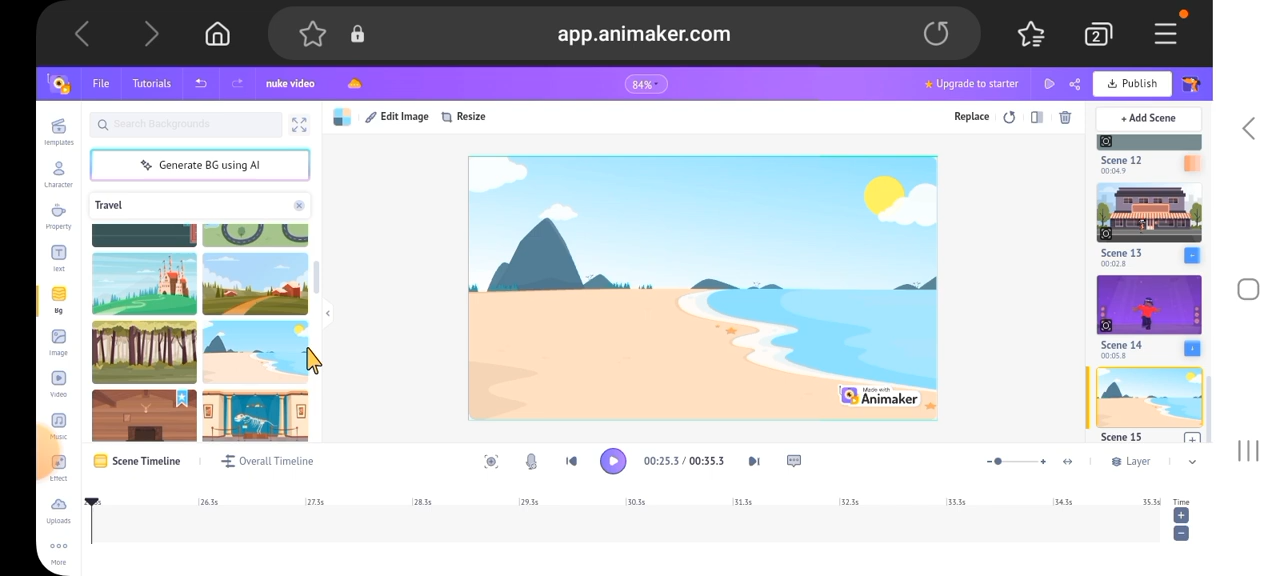 app.animaker.com
2
File
Tutorials
nuke video
84%
Upgrade to starter
Publish
Search Backgrounds
Edit Image
Resize
Replace
+ Add Scene
Templates
Character
Property
Text
Bg
Image
Video
Music
Effect
Uploads
More
Generate BG using AI
Travel
Made with
Animaker
Scene 12
00:04.9
Scene 13
00:02.8
Scene 14
00:05.8
Scene 15
Scene Timeline
Overall Timeline
00:25.3 / 00:35.3
Layer
26.3s
27.3s
28.3s
29.3s
30.3s
31.3s
32.3s
33.3s
34.3s
35.3s
Time